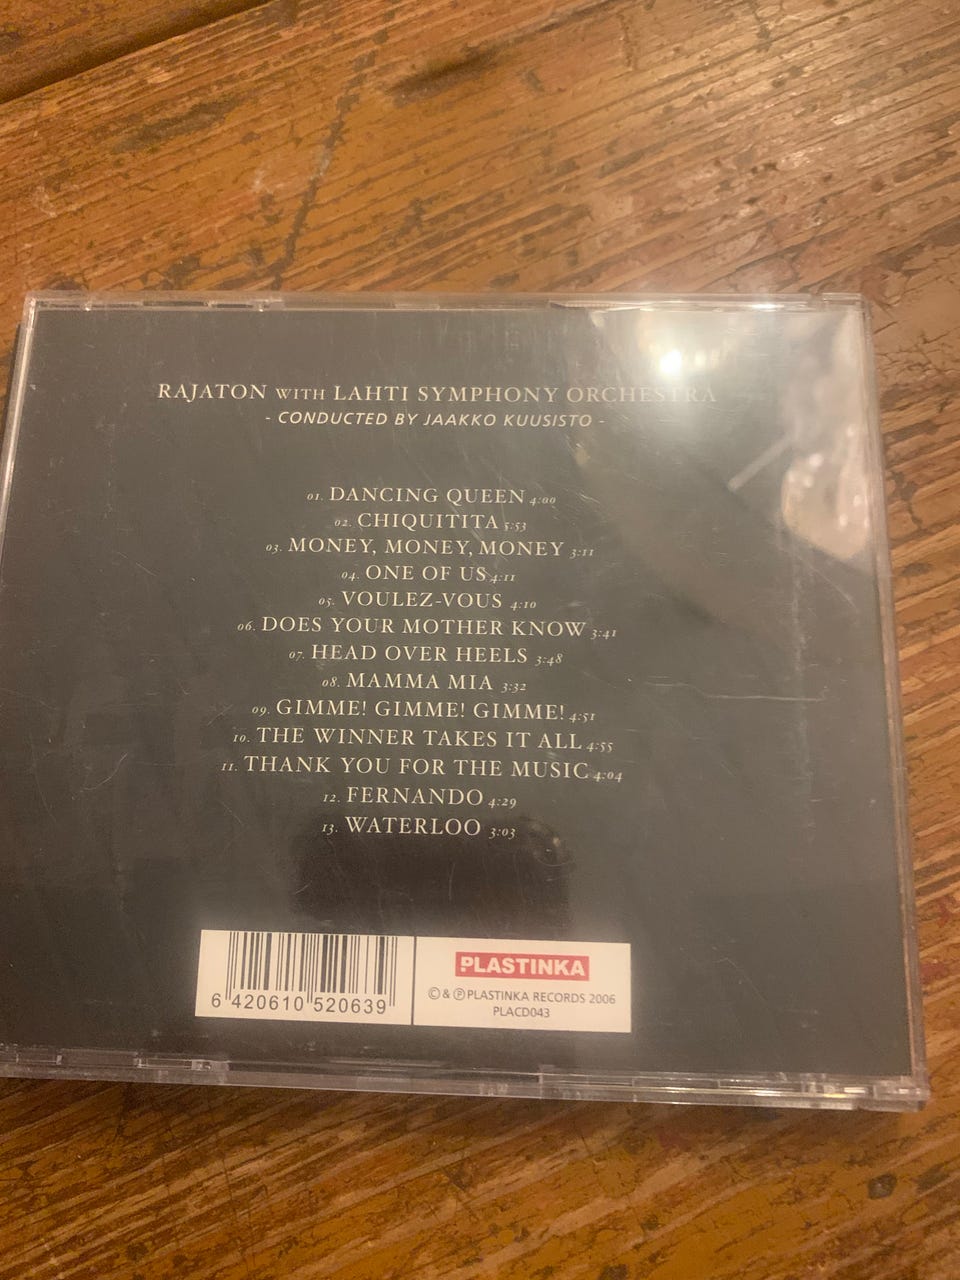 RAJATON WITH LAHTI SYMPHONY ORCHESTRA
- CONDUCTED BY JAAKKO KUUSISTO -
01. DANCING QUEEN 4:00
02. CHIQUITITA 5:53
03. MONEY, MONEY, MONEY 3:11
04. ONE OF US 4:11
05. VOULEZ-VOUS 4:10
06. DOES YOUR MOTHER KNOW 3:41
07. HEAD OVER HEELS 3:48
08. MAMMA MIA 3:32
09. GIMME! GIMME! GIMME! 4:51
10. THE WINNER TAKES IT ALL 4:55
11. THANK YOU FOR THE MUSIC 4:04
12. FERNANDO 4:29
13. WATERLOO 3:03
6 420610 520639
PLASTINKA
© & ℗ PLASTINKA RECORDS 2006
PLACD043